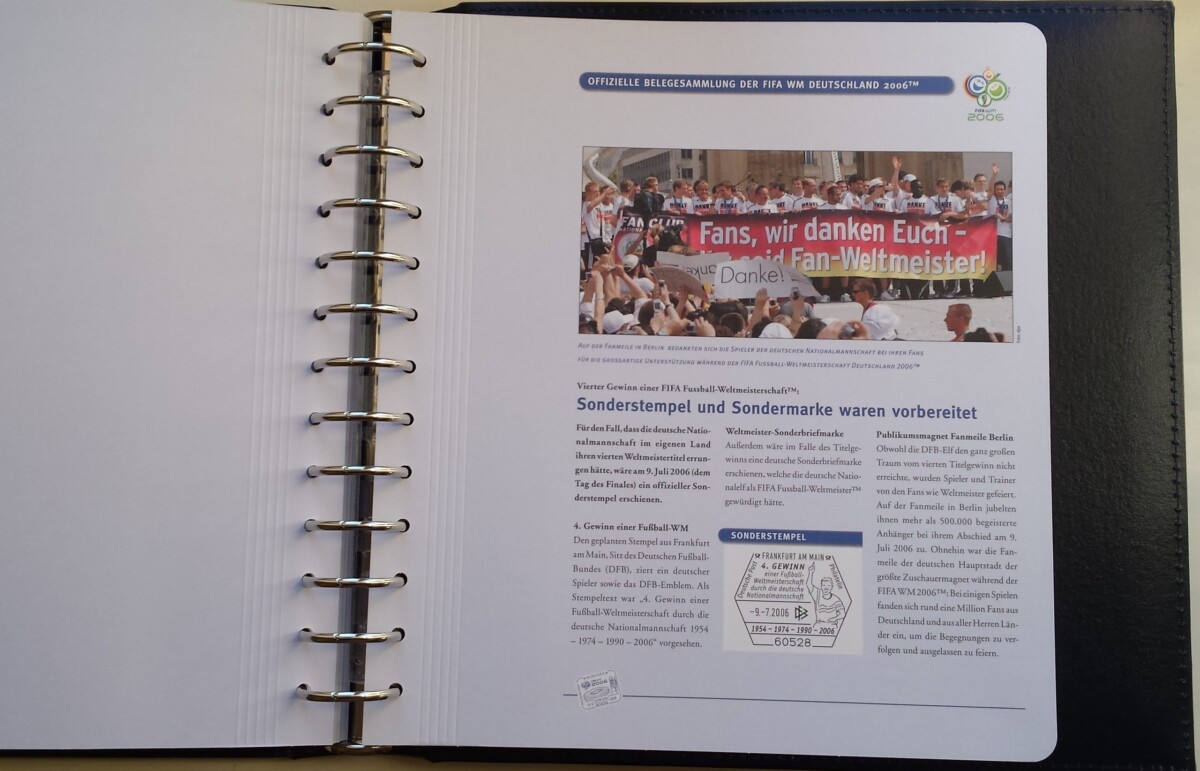 OFFIZIELLE BELEGESAMMLUNG DER FIFA WM DEUTSCHLAND 2006™
2006
DANKE
FAN CLUB
Fans, wir danken Euch –
seid Fan-Weltmeister!
Danke!
AUF DER FANMEILE IN BERLIN BEDANKTEN SICH DIE SPIELER DER DEUTSCHEN NATIONALMANNSCHAFT BEI IHREN FANS
FÜR DIE GROSSARTIGE UNTERSTÜTZUNG WÄHREND DER FIFA FUSSBALL-WELTMEISTERSCHAFT DEUTSCHLAND 2006™
Vierter Gewinn einer FIFA Fussball-Weltmeisterschaft™:
Sonderstempel und Sondermarke waren vorbereitet
Für den Fall, dass die deutsche Natio-
nalmannschaft im eigenen Land
ihren vierten Weltmeistertitel errun-
gen hätte, wäre am 9. Juli 2006 (dem
Tag des Finales) ein offizieller Son-
derstempel erschienen.
4. Gewinn einer Fußball-WM
Den geplanten Stempel aus Frankfurt
am Main, Sitz des Deutschen Fußball-
Bundes (DFB), ziert ein deutscher
Spieler sowie das DFB-Emblem. Als
Stempeltext war „4. Gewinn einer
Fußball-Weltmeisterschaft durch die
deutsche Nationalmannschaft 1954
– 1974 – 1990 – 2006“ vorgesehen.
Weltmeister-Sonderbriefmarke
Außerdem wäre im Falle des Titelge-
winns eine deutsche Sonderbriefmarke
erschienen, welche die deutsche Natio-
nalelf als FIFA Fussball-Weltmeister™
gewürdigt hätte.
SONDERSTEMPEL
FRANKFURT AM MAIN
Deutsche Post
Philatelie
4. GEWINN
einer Fußball-
Weltmeisterschaft
durch die deutsche
Nationalmannschaft
–9.–7.2006
1954 – 1974 – 1990 – 2006
60528
Publikumsmagnet Fanmeile Berlin
Obwohl die DFB-Elf den ganz großen
Traum vom vierten Titelgewinn nicht
erreichte, wurden Spieler und Trainer
von den Fans wie Weltmeister gefeiert.
Auf der Fanmeile in Berlin jubelten
ihnen mehr als 500.000 begeisterte
Anhänger bei ihrem Abschied am 9.
Juli 2006 zu. Ohnehin war die Fan-
meile der deutschen Hauptstadt der
größte Zuschauermagnet während der
FIFA WM 2006™: Bei einigen Spielen
fanden sich rund eine Million Fans aus
Deutschland und aus aller Herren Län-
der ein, um die Begegnungen zu ver-
folgen und ausgelassen zu feiern.